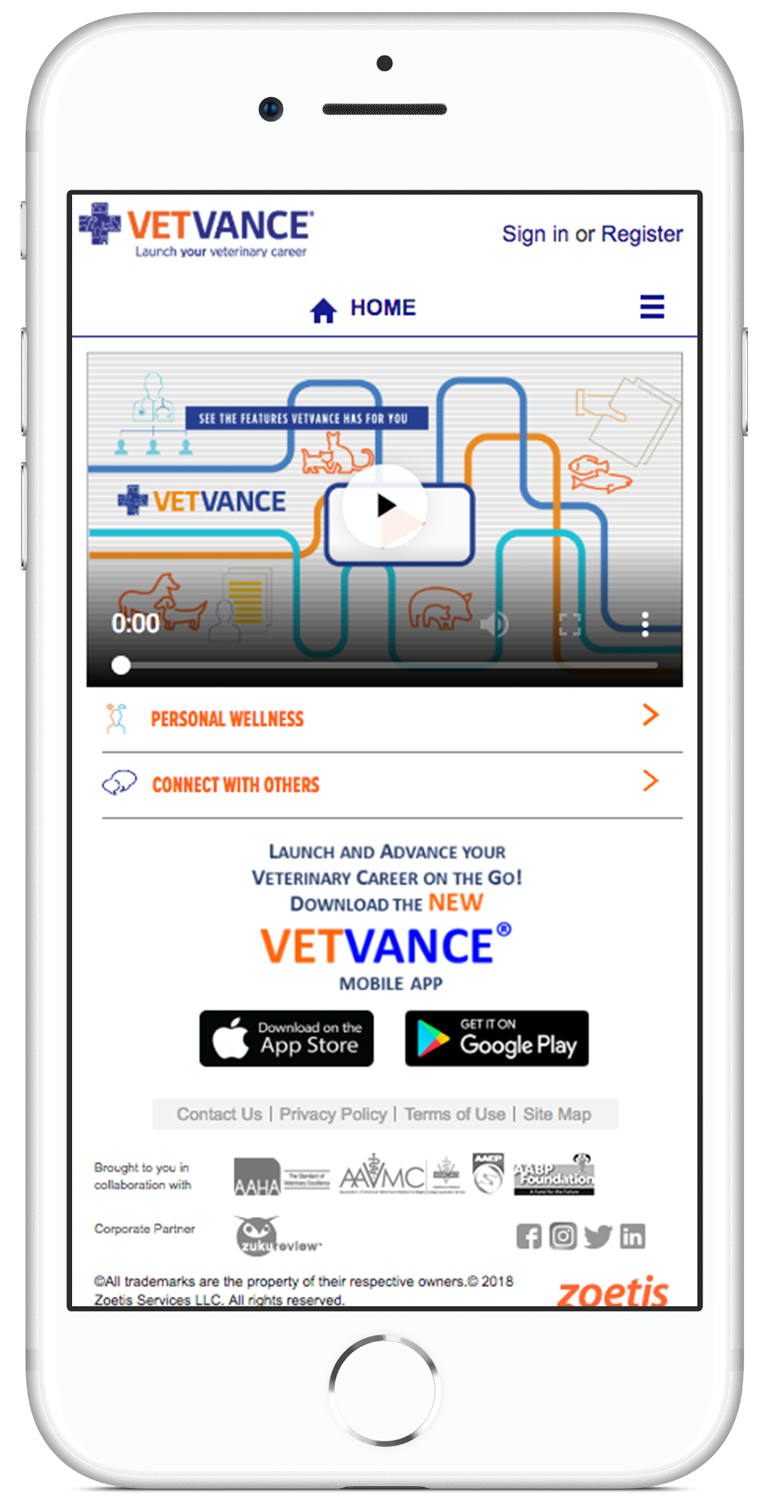 VETVANCE®
Launch your veterinary career
Sign in or Register
HOME
SEE THE FEATURES VETVANCE HAS FOR YOU
VETVANCE
0:00
PERSONAL WELLNESS
CONNECT WITH OTHERS
LAUNCH AND ADVANCE YOUR
VETERINARY CAREER ON THE GO!
DOWNLOAD THE NEW
VETVANCE®
MOBILE APP
Download on the
App Store
GET IT ON
Google Play
Contact Us | Privacy Policy | Terms of Use | Site Map
Brought to you in
collaboration with
AAHA
The Standard of
Veterinary Excellence
AAVMC
AAEP
AABP
Foundation
A Fund for the Future
Corporate Partner
zukureview
©All trademarks are the property of their respective owners.© 2018
Zoetis Services LLC. All rights reserved.
zoetis